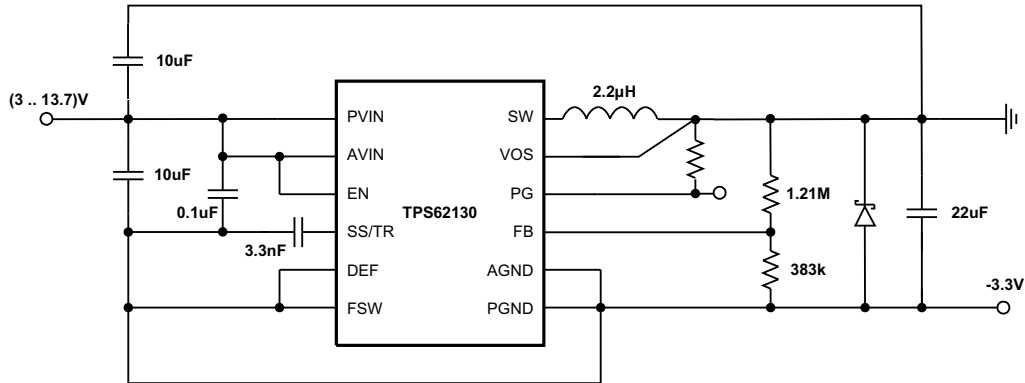 10uF
(3 .. 13.7)V
2.2µH
PVIN
SW
AVIN
VOS
10uF
EN
PG
1.21M
0.1uF
TPS62130
SS/TR
FB
22uF
3.3nF
DEF
AGND
383k
-3.3V
FSW
PGND